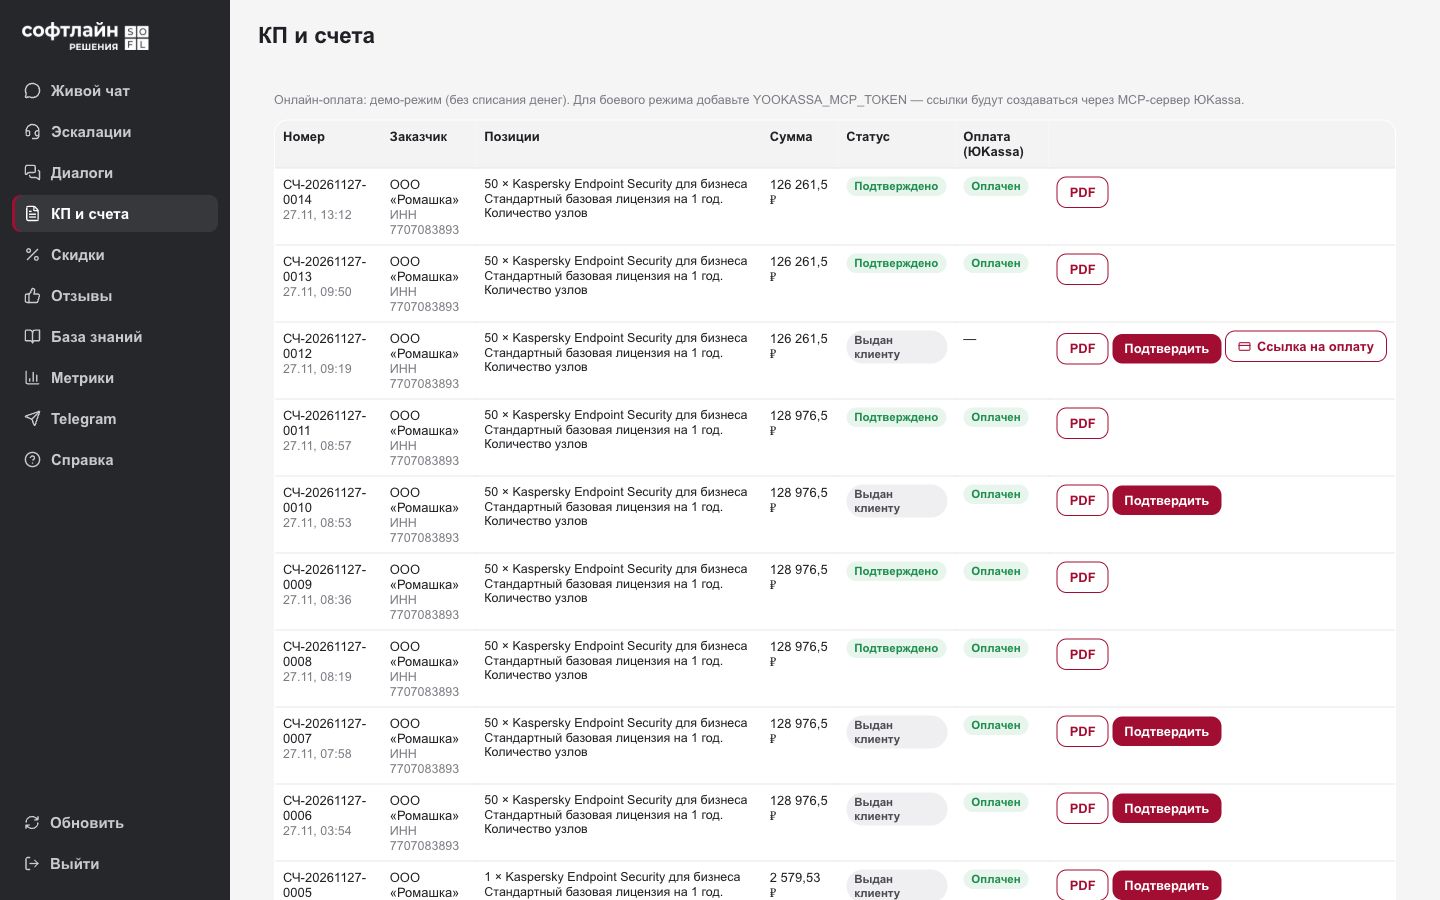 софтлайн SO
РЕШЕНИЯ FL
Живой чат
Эскалации
Диалоги
КП и счета
Скидки
Отзывы
База знаний
Метрики
Telegram
Справка
Обновить
Выйти
КП и счета
Онлайн-оплата: демо-режим (без списания денег). Для боевого режима добавьте YOOKASSA_MCP_TOKEN — ссылки будут создаваться через MCP-сервер ЮKassa.
Номер Заказчик Позиции Сумма Статус Оплата
(ЮKassa)
СЧ-20261127- ООО 50 × Kaspersky Endpoint Security для бизнеса 126 261,5 Подтверждено Оплачен PDF
0014 «Ромашка» Стандартный базовая лицензия на 1 год. ₽
27.11, 13:12 ИНН Количество узлов
7707083893
СЧ-20261127- ООО 50 × Kaspersky Endpoint Security для бизнеса 126 261,5 Подтверждено Оплачен PDF
0013 «Ромашка» Стандартный базовая лицензия на 1 год. ₽
27.11, 09:50 ИНН Количество узлов
7707083893
СЧ-20261127- ООО 50 × Kaspersky Endpoint Security для бизнеса 126 261,5 Выдан — PDF Подтвердить Ссылка на оплату
0012 «Ромашка» Стандартный базовая лицензия на 1 год. ₽ клиенту
27.11, 09:19 ИНН Количество узлов
7707083893
СЧ-20261127- ООО 50 × Kaspersky Endpoint Security для бизнеса 128 976,5 Подтверждено Оплачен PDF
0011 «Ромашка» Стандартный базовая лицензия на 1 год. ₽
27.11, 08:57 ИНН Количество узлов
7707083893
СЧ-20261127- ООО 50 × Kaspersky Endpoint Security для бизнеса 128 976,5 Выдан Оплачен PDF Подтвердить
0010 «Ромашка» Стандартный базовая лицензия на 1 год. ₽ клиенту
27.11, 08:53 ИНН Количество узлов
7707083893
СЧ-20261127- ООО 50 × Kaspersky Endpoint Security для бизнеса 128 976,5 Подтверждено Оплачен PDF
0009 «Ромашка» Стандартный базовая лицензия на 1 год. ₽
27.11, 08:36 ИНН Количество узлов
7707083893
СЧ-20261127- ООО 50 × Kaspersky Endpoint Security для бизнеса 128 976,5 Подтверждено Оплачен PDF
0008 «Ромашка» Стандартный базовая лицензия на 1 год. ₽
27.11, 08:19 ИНН Количество узлов
7707083893
СЧ-20261127- ООО 50 × Kaspersky Endpoint Security для бизнеса 128 976,5 Выдан Оплачен PDF Подтвердить
0007 «Ромашка» Стандартный базовая лицензия на 1 год. ₽ клиенту
27.11, 07:58 ИНН Количество узлов
7707083893
СЧ-20261127- ООО 50 × Kaspersky Endpoint Security для бизнеса 128 976,5 Выдан Оплачен PDF Подтвердить
0006 «Ромашка» Стандартный базовая лицензия на 1 год. ₽ клиенту
27.11, 03:54 ИНН Количество узлов
7707083893
СЧ-20261127- ООО 1 × Kaspersky Endpoint Security для бизнеса 2 579,53 Выдан Оплачен PDF Подтвердить
0005 «Ромашка» Стандартный базовая лицензия на 1 год. ₽ клиенту